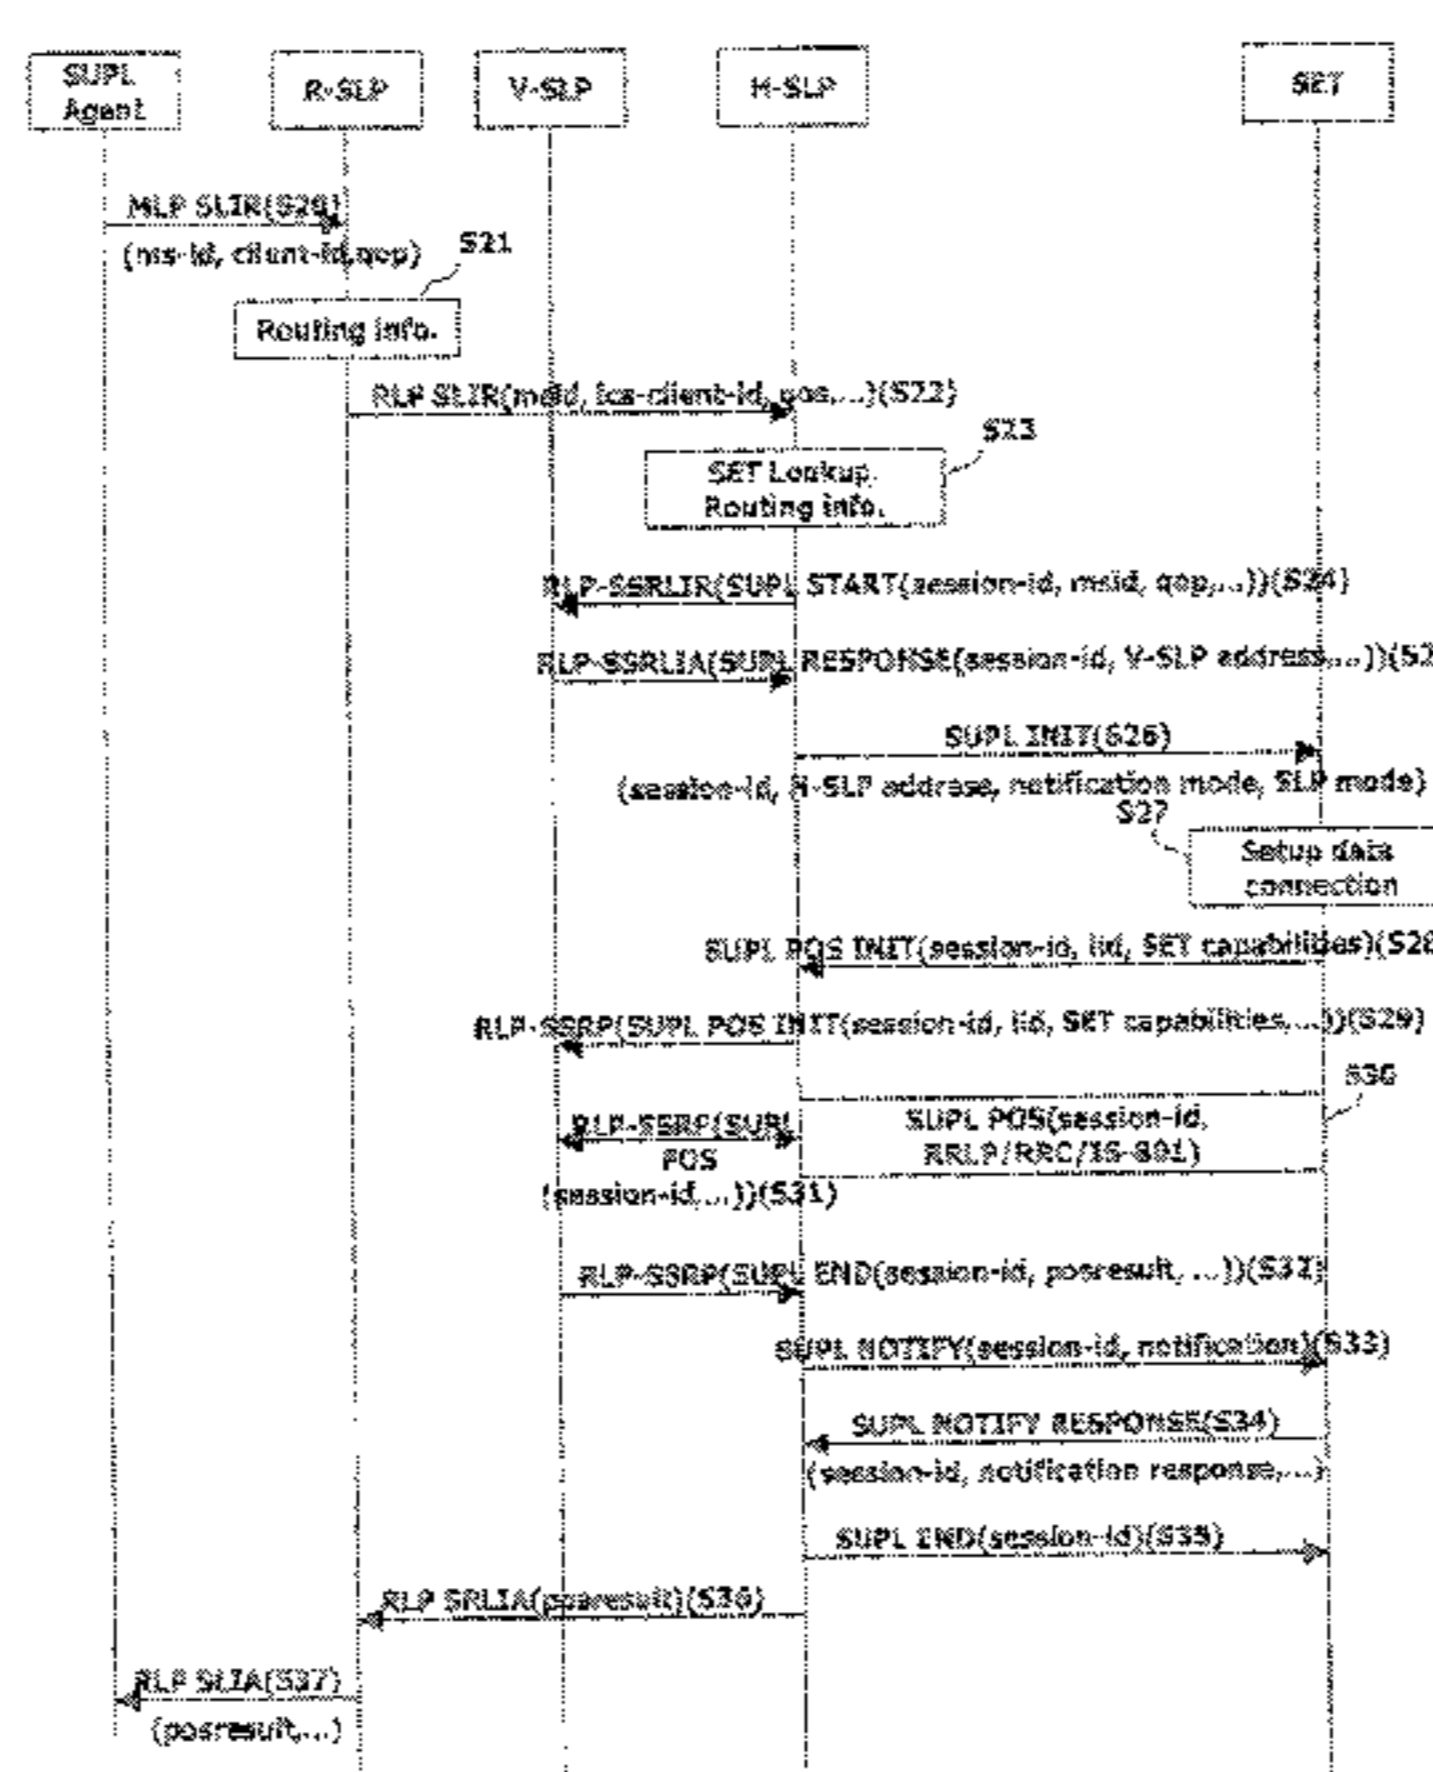 SUPL
Agent
R-SLP
V-SLP
H-SLP
SET
MLP SLIR(S20)
(ms-id, client-id,qop)
S21
Routing info.
RLP SLIR(msid, lcs-client-id, qos,...)(S22)
S23
SET Lookup.
Routing info.
RLP-SSRLIR(SUPL START(session-id, msid, qop,...))(S24)
RLP-SSRLIA(SUPL RESPONSE(session-id, V-SLP address,...))(S2
SUPL INIT(S26)
(session-id, H-SLP address, notification mode, SLP mode)
S27
Setup data
connection
SUPL POS INIT(session-id, lid, SET capabilities)(S28
RLP-SSRP(SUPL POS INIT(session-id, lid, SET capabilities,...))(S29)
S30
SUPL POS(session-id,
RRLP/RRC/IS-801)
RLP-SSRP(SUPL
POS
(session-id,...))(S31)
RLP-SSRP(SUPL END(session-id, posresult, ...))(S32)
SUPL NOTIFY(session-id, notification)(S33)
SUPL NOTIFY RESPONSE(S34)
(session-id, notification response,...)
SUPL END(session-id)(S35)
RLP SRLIA(posresult)(S36)
RLP SLIA(S37)
(posresult,...)